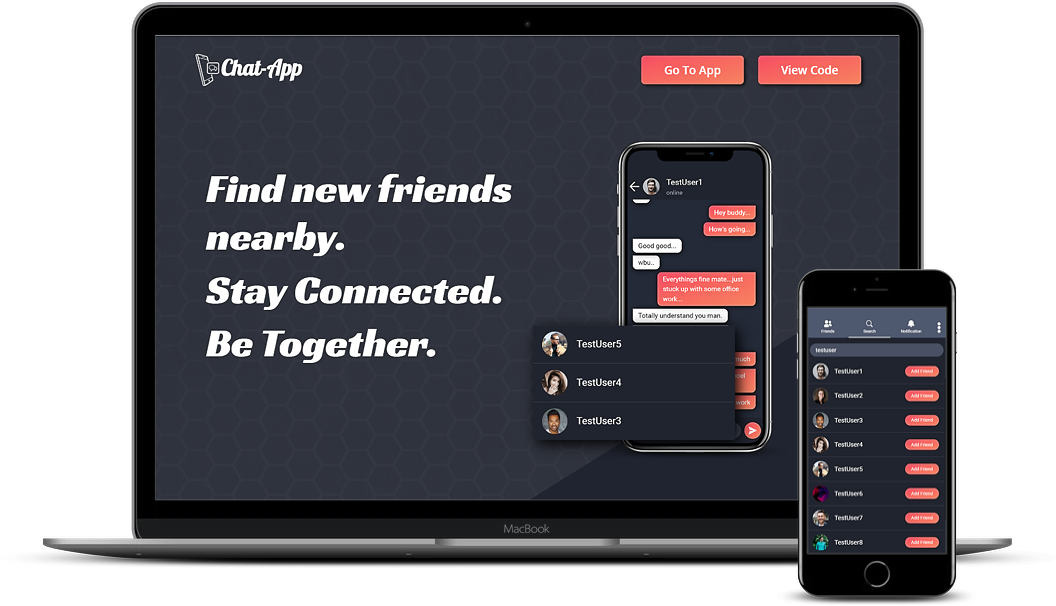 Chat-App
Go To App
View Code
Find new friends
nearby.
Stay Connected.
Be Together.
TestUser1
online
Hey buddy...
How's going...
Good good...
wbu..
Everythings fine mate.. just
stuck up with some office
work...
Totally understand you man.
much
work
TestUser5
TestUser4
TestUser3
MacBook
Friends
Search
Notification
testuser
TestUser1 Add Friend
TestUser2 Add Friend
TestUser3 Add Friend
TestUser4 Add Friend
TestUser5 Add Friend
TestUser6 Add Friend
TestUser7 Add Friend
TestUser8 Add Friend